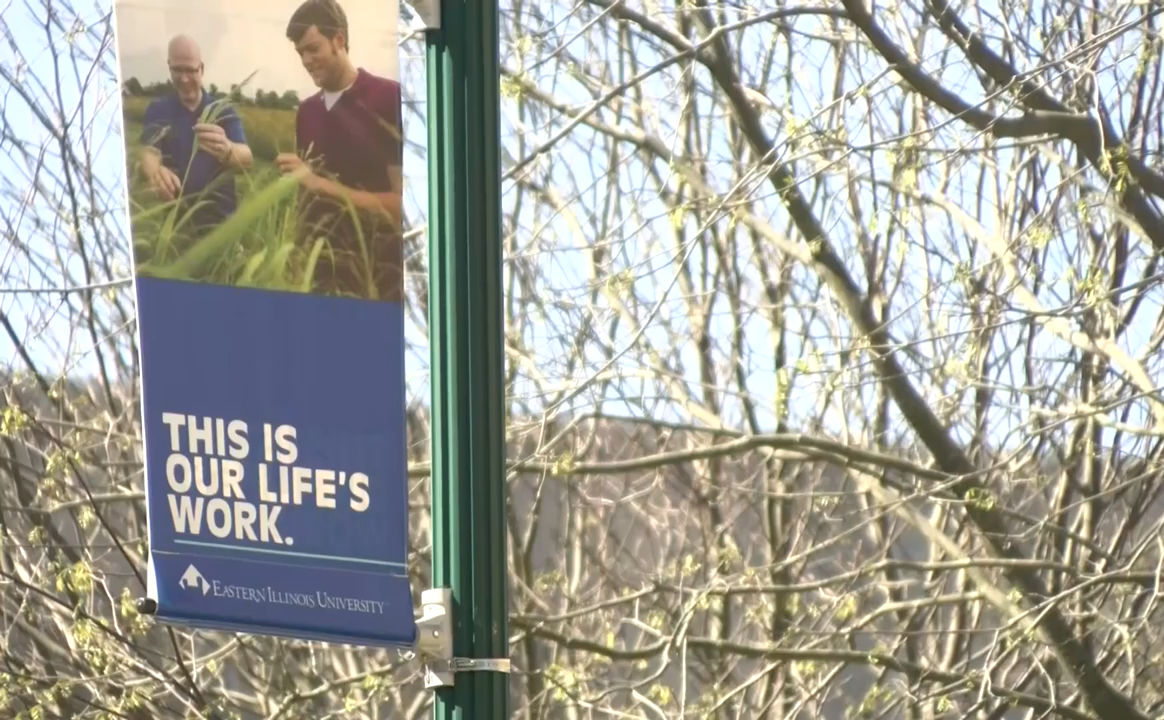 THIS IS
OUR LIFE'S
WORK.
EASTERN ILLINOIS UNIVERSITY